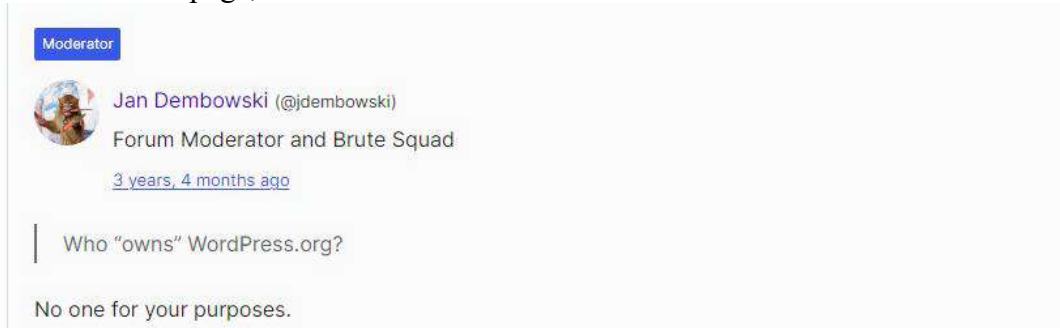 Moderator
Jan Dembowski (@jdembowski)
Forum Moderator and Brute Squad
3 years, 4 months ago
Who “owns” WordPress.org?
No one for your purposes.